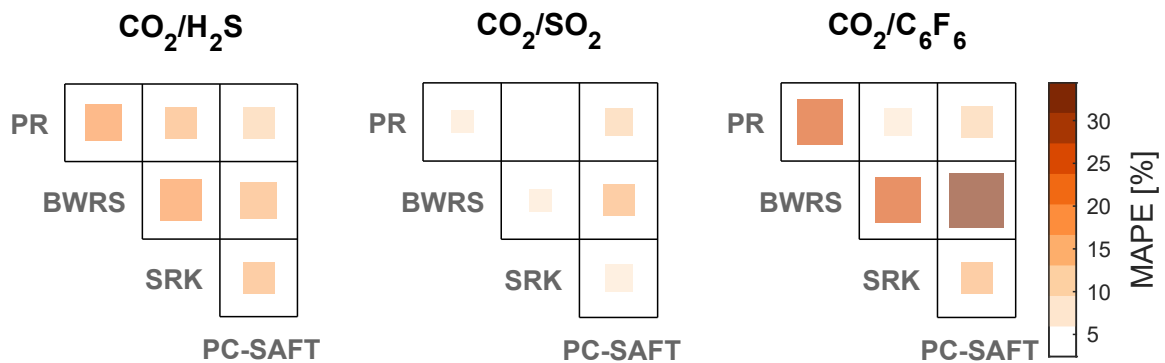 CO₂/H₂S
CO₂/SO₂
CO₂/C₆F₆
PR
BWRS
SRK
PC-SAFT
PR
BWRS
SRK
PC-SAFT
PR
BWRS
SRK
PC-SAFT
30
25
20
15
10
5
MAPE [%]